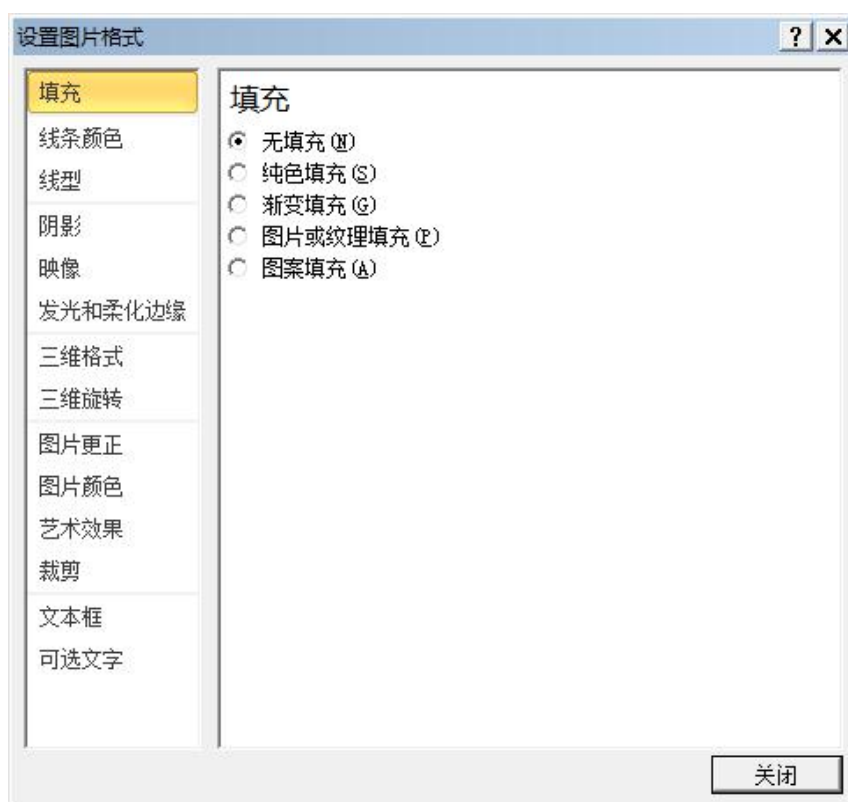 设置图片格式
填充
线条颜色
线型
阴影
映像
发光和柔化边缘
三维格式
三维旋转
图片更正
图片颜色
艺术效果
裁剪
文本框
可选文字
填充
无填充(N)
纯色填充(S)
渐变填充(G)
图片或纹理填充(P)
图案填充(A)
关闭